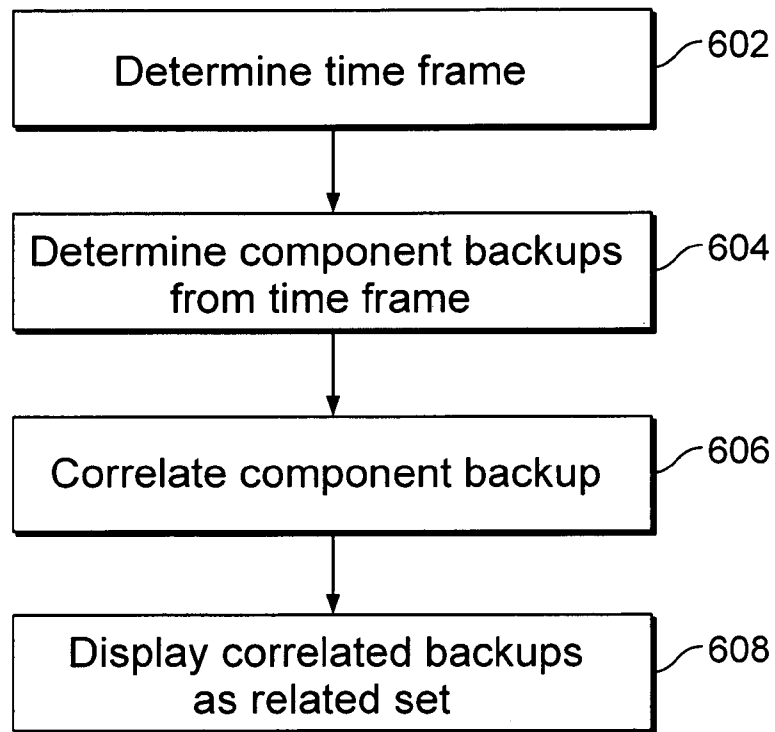 Determine time frame
602
Determine component backups
from time frame
604
Correlate component backup
606
Display correlated backups
as related set
608